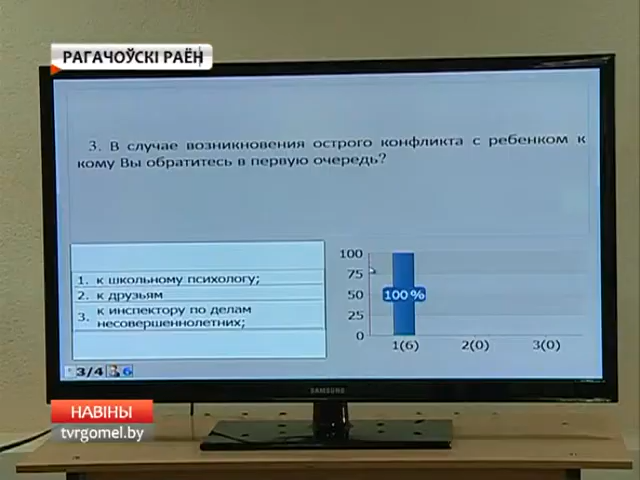 РАГАЧОЎСКІ РАЁН
3. В случае возникновения острого конфликта с ребенком к
кому Вы обратитесь в первую очередь?
1. к школьному психологу;
2. к друзьям
3. к инспектору по делам
несовершеннолетних;
100
75
50
25
0
100 %
1(6) 2(0) 3(0)
3/4 6
SAMSUNG
НАВІНЫ
tvrgomel.by